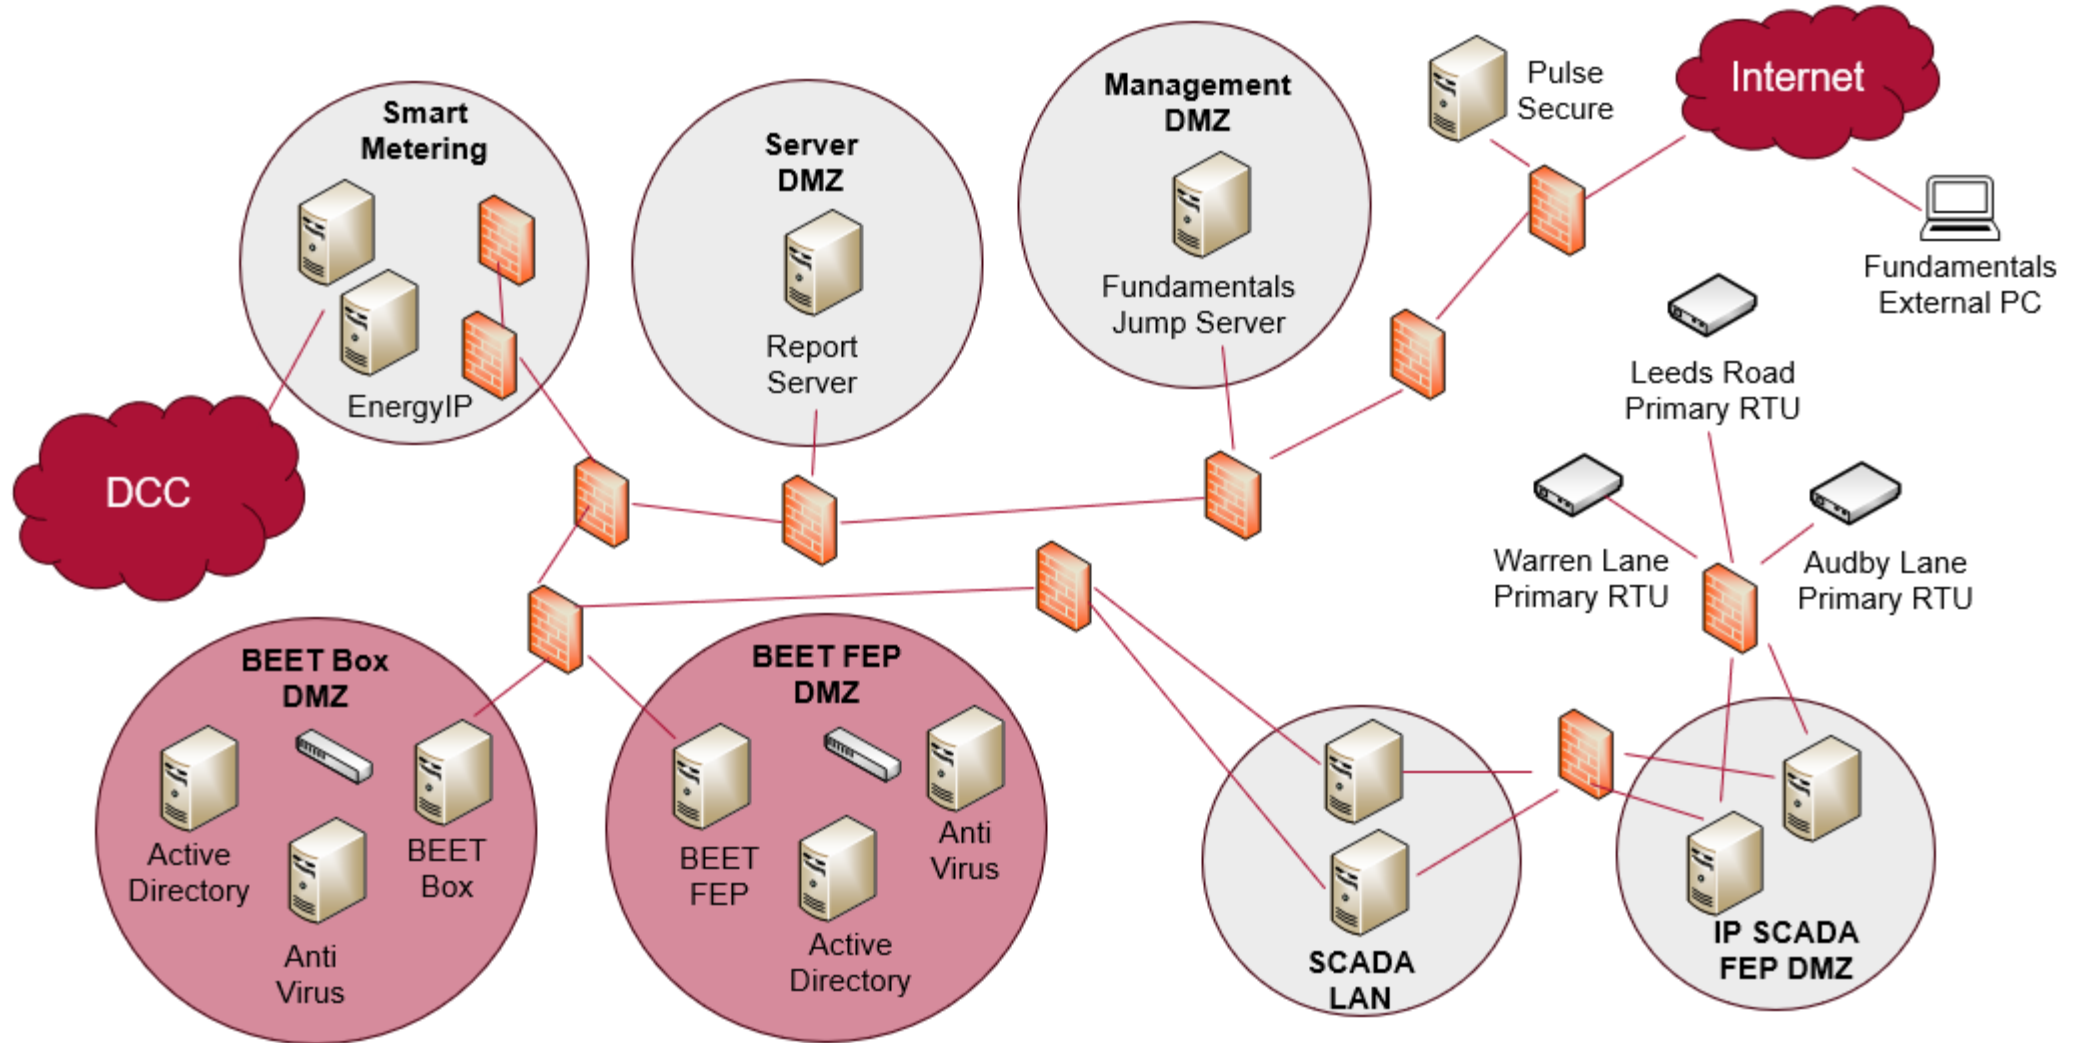 Smart
Metering
EnergyIP
DCC
Server
DMZ
Report
Server
Management
DMZ
Fundamentals
Jump Server
Pulse
Secure
Internet
Fundamentals
External PC
Leeds Road
Primary RTU
Warren Lane
Primary RTU
Audby Lane
Primary RTU
BEET Box
DMZ
Active
Directory
Anti
Virus
BEET
Box
BEET FEP
DMZ
BEET
FEP
Active
Directory
Anti
Virus
SCADA
LAN
IP SCADA
FEP DMZ